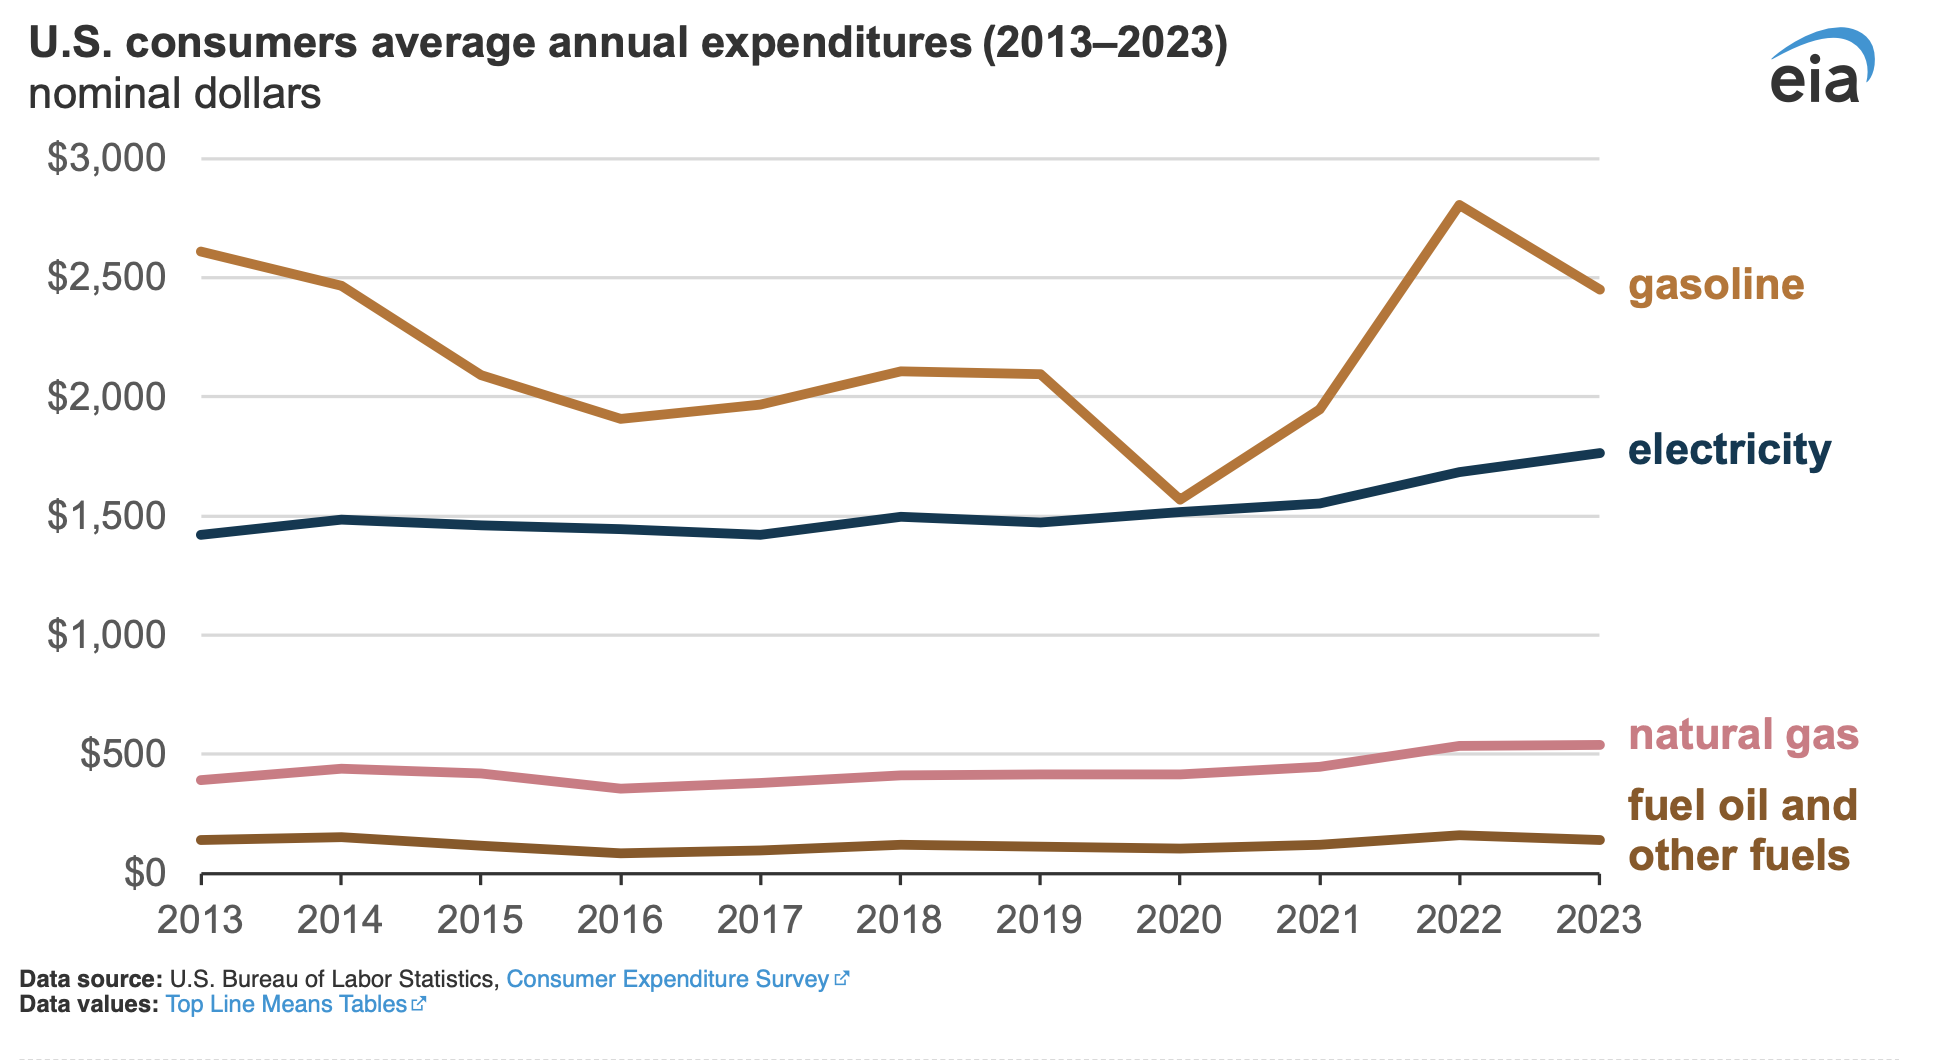 U.S. consumers average annual expenditures (2013–2023)
nominal dollars
eia
$3,000
$2,500
$2,000
$1,500
$1,000
$500
$0
gasoline
electricity
natural gas
fuel oil and
other fuels
2013 2014 2015 2016 2017 2018 2019 2020 2021 2022 2023
Data source: U.S. Bureau of Labor Statistics, Consumer Expenditure Survey
Data values: Top Line Means Tables